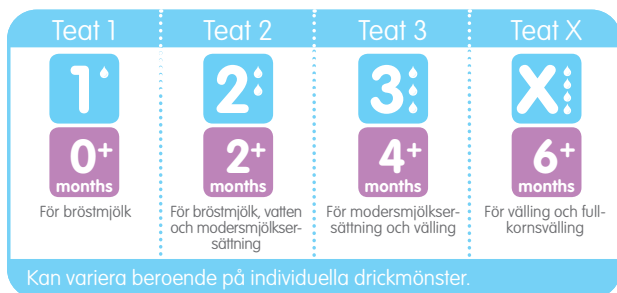 Teat 1
Teat 2
Teat 3
Teat X
1
2
3
X
0+
months
2+
months
4+
months
6+
months
För bröstmjölk
För bröstmjölk, vatten
och modersmjölkser-
sättning
För modersmjölkser-
sättning och välling
För välling och full-
kornsvälling
Kan variera beroende på individuella drickmönster.